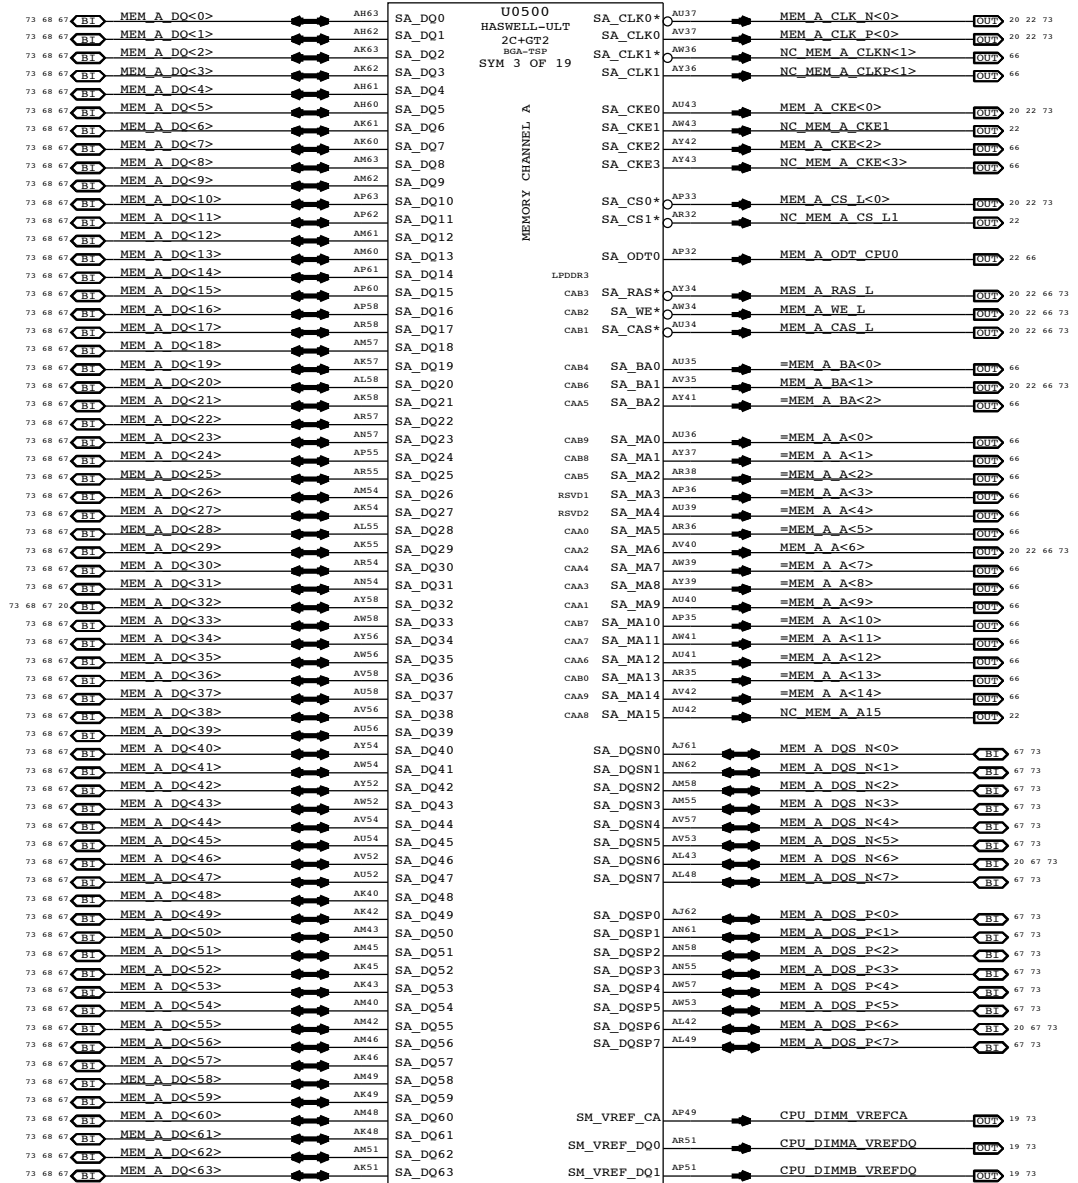 73 68 67 BI MEM_A_DQ<0> AH63 SA_DQ0
73 68 67 BI MEM_A_DQ<1> AH62 SA_DQ1
73 68 67 BI MEM_A_DQ<2> AK63 SA_DQ2
73 68 67 BI MEM_A_DQ<3> AK62 SA_DQ3
73 68 67 BI MEM_A_DQ<4> AH61 SA_DQ4
73 68 67 BI MEM_A_DQ<5> AH60 SA_DQ5
73 68 67 BI MEM_A_DQ<6> AK61 SA_DQ6
73 68 67 BI MEM_A_DQ<7> AK60 SA_DQ7
73 68 67 BI MEM_A_DQ<8> AM63 SA_DQ8
73 68 67 BI MEM_A_DQ<9> AM62 SA_DQ9
73 68 67 BI MEM_A_DQ<10> AP63 SA_DQ10
73 68 67 BI MEM_A_DQ<11> AP62 SA_DQ11
73 68 67 BI MEM_A_DQ<12> AM61 SA_DQ12
73 68 67 BI MEM_A_DQ<13> AM60 SA_DQ13
73 68 67 BI MEM_A_DQ<14> AP61 SA_DQ14
73 68 67 BI MEM_A_DQ<15> AP60 SA_DQ15
73 68 67 BI MEM_A_DQ<16> AP58 SA_DQ16
73 68 67 BI MEM_A_DQ<17> AR58 SA_DQ17
73 68 67 BI MEM_A_DQ<18> AM57 SA_DQ18
73 68 67 BI MEM_A_DQ<19> AK57 SA_DQ19
73 68 67 BI MEM_A_DQ<20> AL58 SA_DQ20
73 68 67 BI MEM_A_DQ<21> AK58 SA_DQ21
73 68 67 BI MEM_A_DQ<22> AR57 SA_DQ22
73 68 67 BI MEM_A_DQ<23> AN57 SA_DQ23
73 68 67 BI MEM_A_DQ<24> AP55 SA_DQ24
73 68 67 BI MEM_A_DQ<25> AR55 SA_DQ25
73 68 67 BI MEM_A_DQ<26> AM54 SA_DQ26
73 68 67 BI MEM_A_DQ<27> AK54 SA_DQ27
73 68 67 BI MEM_A_DQ<28> AL55 SA_DQ28
73 68 67 BI MEM_A_DQ<29> AK55 SA_DQ29
73 68 67 BI MEM_A_DQ<30> AR54 SA_DQ30
73 68 67 BI MEM_A_DQ<31> AN54 SA_DQ31
73 68 67 20 BI MEM_A_DQ<32> AY58 SA_DQ32
73 68 67 BI MEM_A_DQ<33> AW58 SA_DQ33
73 68 67 BI MEM_A_DQ<34> AY56 SA_DQ34
73 68 67 BI MEM_A_DQ<35> AW56 SA_DQ35
73 68 67 BI MEM_A_DQ<36> AV58 SA_DQ36
73 68 67 BI MEM_A_DQ<37> AU58 SA_DQ37
73 68 67 BI MEM_A_DQ<38> AV56 SA_DQ38
73 68 67 BI MEM_A_DQ<39> AU56 SA_DQ39
73 68 67 BI MEM_A_DQ<40> AY54 SA_DQ40
73 68 67 BI MEM_A_DQ<41> AW54 SA_DQ41
73 68 67 BI MEM_A_DQ<42> AY52 SA_DQ42
73 68 67 BI MEM_A_DQ<43> AW52 SA_DQ43
73 68 67 BI MEM_A_DQ<44> AV54 SA_DQ44
73 68 67 BI MEM_A_DQ<45> AU54 SA_DQ45
73 68 67 BI MEM_A_DQ<46> AV52 SA_DQ46
73 68 67 BI MEM_A_DQ<47> AU52 SA_DQ47
73 68 67 BI MEM_A_DQ<48> AK40 SA_DQ48
73 68 67 BI MEM_A_DQ<49> AK42 SA_DQ49
73 68 67 BI MEM_A_DQ<50> AM43 SA_DQ50
73 68 67 BI MEM_A_DQ<51> AM45 SA_DQ51
73 68 67 BI MEM_A_DQ<52> AK45 SA_DQ52
73 68 67 BI MEM_A_DQ<53> AK43 SA_DQ53
73 68 67 BI MEM_A_DQ<54> AM40 SA_DQ54
73 68 67 BI MEM_A_DQ<55> AM42 SA_DQ55
73 68 67 BI MEM_A_DQ<56> AM46 SA_DQ56
73 68 67 BI MEM_A_DQ<57> AK46 SA_DQ57
73 68 67 BI MEM_A_DQ<58> AM49 SA_DQ58
73 68 67 BI MEM_A_DQ<59> AK49 SA_DQ59
73 68 67 BI MEM_A_DQ<60> AM48 SA_DQ60
73 68 67 BI MEM_A_DQ<61> AK48 SA_DQ61
73 68 67 BI MEM_A_DQ<62> AM51 SA_DQ62
73 68 67 BI MEM_A_DQ<63> AK51 SA_DQ63
U0500
HASWELL-ULT
2C+GT2
BGA-TSP
SYM 3 OF 19
MEMORY CHANNEL A
SA_CLK0* AU37 MEM_A_CLK_N<0> OUT 20 22 73
SA_CLK0 AV37 MEM_A_CLK_P<0> OUT 20 22 73
SA_CLK1* AW36 NC_MEM_A_CLKN<1> OUT 66
SA_CLK1 AY36 NC_MEM_A_CLKP<1> OUT 66
SA_CKE0 AU43 MEM_A_CKE<0> OUT 20 22 73
SA_CKE1 AW43 NC_MEM_A_CKE1 OUT 22
SA_CKE2 AY42 MEM_A_CKE<2> OUT 66
SA_CKE3 AY43 NC_MEM_A_CKE<3> OUT 66
SA_CS0* AP33 MEM_A_CS_L<0> OUT 20 22 73
SA_CS1* AR32 NC_MEM_A_CS_L1 OUT 22
SA_ODT0 AP32 MEM_A_ODT_CPU0 OUT 22 66
LPDDR3
CAB3 SA_RAS* AY34 MEM_A_RAS_L OUT 20 22 66 73
CAB2 SA_WE* AW34 MEM_A_WE_L OUT 20 22 66 73
CAB1 SA_CAS* AU34 MEM_A_CAS_L OUT 20 22 66 73
CAB4 SA_BA0 AU35 =MEM_A_BA<0> OUT 66
CAB6 SA_BA1 AV35 MEM_A_BA<1> OUT 20 22 66 73
CAA5 SA_BA2 AY41 =MEM_A_BA<2> OUT 66
CAB9 SA_MA0 AU36 =MEM_A_A<0> OUT 66
CAB8 SA_MA1 AY37 =MEM_A_A<1> OUT 66
CAB5 SA_MA2 AR38 =MEM_A_A<2> OUT 66
RSVD1 SA_MA3 AP36 =MEM_A_A<3> OUT 66
RSVD2 SA_MA4 AU39 =MEM_A_A<4> OUT 66
CAA0 SA_MA5 AR36 =MEM_A_A<5> OUT 66
CAA2 SA_MA6 AV40 MEM_A_A<6> OUT 20 22 66 73
CAA4 SA_MA7 AW39 =MEM_A_A<7> OUT 66
CAA3 SA_MA8 AY39 =MEM_A_A<8> OUT 66
CAA1 SA_MA9 AU40 =MEM_A_A<9> OUT 66
CAB7 SA_MA10 AP35 =MEM_A_A<10> OUT 66
CAA7 SA_MA11 AW41 =MEM_A_A<11> OUT 66
CAA6 SA_MA12 AU41 =MEM_A_A<12> OUT 66
CAB0 SA_MA13 AR35 =MEM_A_A<13> OUT 66
CAA9 SA_MA14 AV42 =MEM_A_A<14> OUT 66
CAA8 SA_MA15 AU42 NC_MEM_A_A15 OUT 22
SA_DQSN0 AJ61 MEM_A_DQS_N<0> BI 67 73
SA_DQSN1 AN62 MEM_A_DQS_N<1> BI 67 73
SA_DQSN2 AM58 MEM_A_DQS_N<2> BI 67 73
SA_DQSN3 AM55 MEM_A_DQS_N<3> BI 67 73
SA_DQSN4 AV57 MEM_A_DQS_N<4> BI 67 73
SA_DQSN5 AV53 MEM_A_DQS_N<5> BI 67 73
SA_DQSN6 AL43 MEM_A_DQS_N<6> BI 20 67 73
SA_DQSN7 AL48 MEM_A_DQS_N<7> BI 67 73
SA_DQSP0 AJ62 MEM_A_DQS_P<0> BI 67 73
SA_DQSP1 AN61 MEM_A_DQS_P<1> BI 67 73
SA_DQSP2 AN58 MEM_A_DQS_P<2> BI 67 73
SA_DQSP3 AN55 MEM_A_DQS_P<3> BI 67 73
SA_DQSP4 AW57 MEM_A_DQS_P<4> BI 67 73
SA_DQSP5 AW53 MEM_A_DQS_P<5> BI 67 73
SA_DQSP6 AL42 MEM_A_DQS_P<6> BI 20 67 73
SA_DQSP7 AL49 MEM_A_DQS_P<7> BI 67 73
SM_VREF_CA AP49 CPU_DIMM_VREFCA OUT 19 73
SM_VREF_DQ0 AR51 CPU_DIMMA_VREFDQ OUT 19 73
SM_VREF_DQ1 AP51 CPU_DIMMB_VREFDQ OUT 19 73